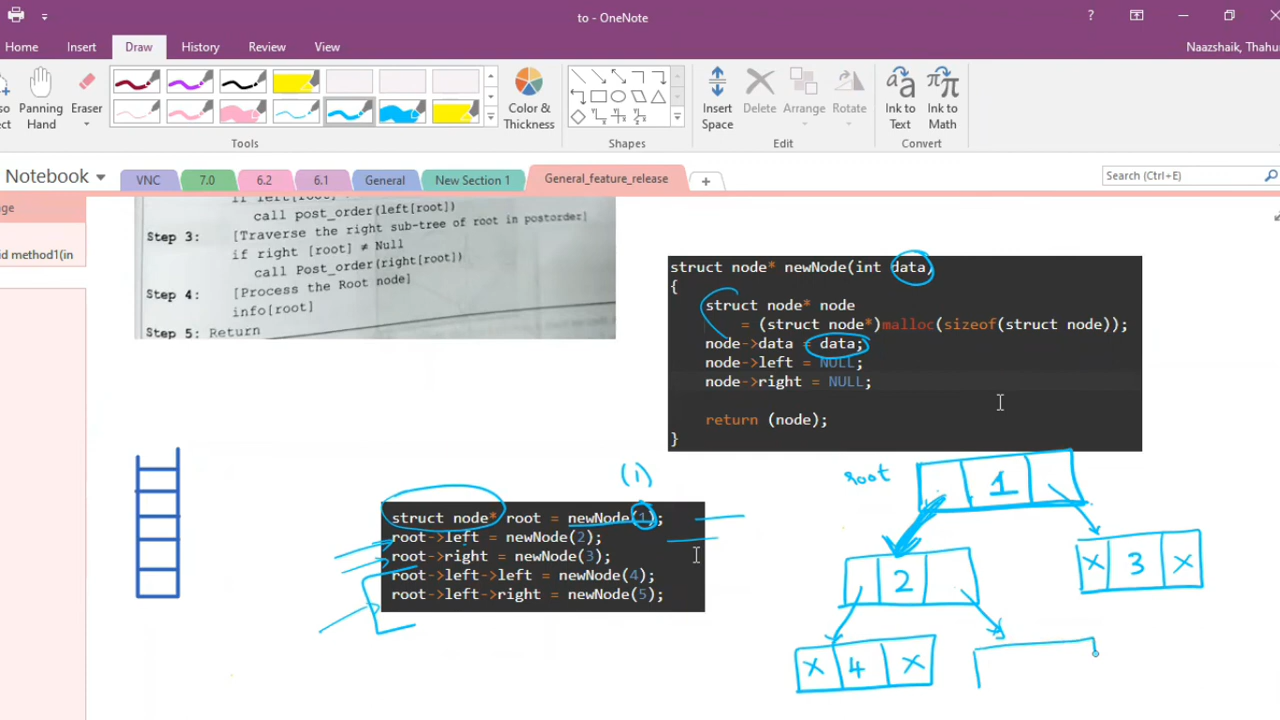 to - OneNote
?
Home Insert Draw History Review View
Naazshaik, Thahu
Panning Hand
Eraser
Color & Thickness
Insert Space
Delete
Arrange
Rotate
Ink to Text
Ink to Math
Tools
Shapes
Edit
Convert
Notebook
VNC
7.0
6.2
6.1
General
New Section 1
General_feature_release
+
Search (Ctrl+E)
id method1(in
call post_order(left[root])
Step 3: [Traverse the right sub-tree of root in postorder]
if right [root] ≠ Null
call Post_order(right[root])
Step 4: [Process the Root node]
info[root]
Step 5: Return
struct node* newNode(int data)
{
struct node* node
= (struct node*)malloc(sizeof(struct node));
node->data = data;
node->left = NULL;
node->right = NULL;
return (node);
}
(1)
struct node* root = newNode(1);
root->left = newNode(2);
root->right = newNode(3);
root->left->left = newNode(4);
root->left->right = newNode(5);
root
1
2
X 3 X
X 4 X